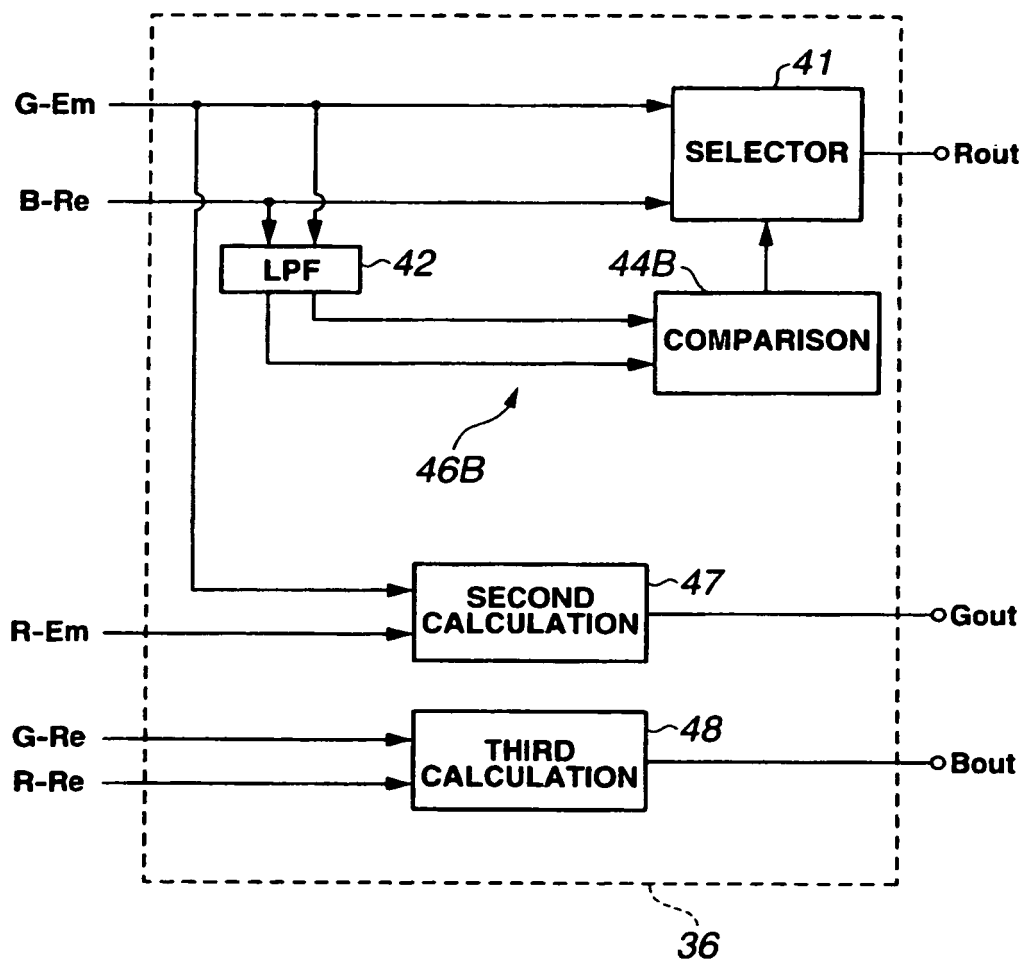 41
G-Em
SELECTOR
Rout
B-Re
LPF
42
44B
COMPARISON
46B
47
SECOND
CALCULATION
Gout
R-Em
G-Re
48
THIRD
CALCULATION
Bout
R-Re
36